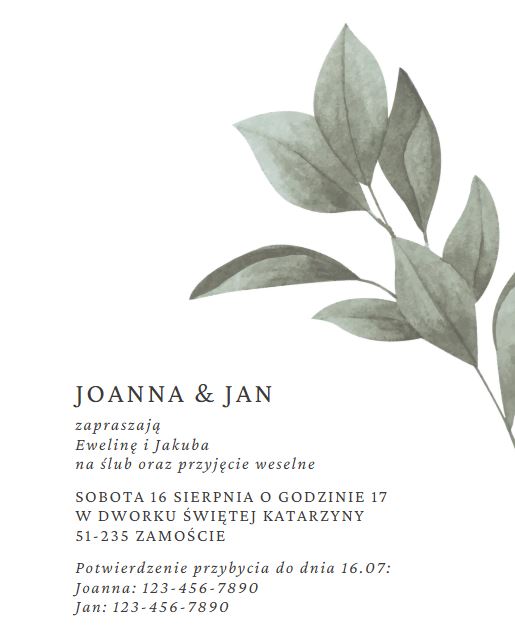 JOANNA & JAN
zapraszają
Ewelinę i Jakuba
na ślub oraz przyjęcie weselne
SOBOTA 16 SIERPNIA O GODZINIE 17
W DWORKU ŚWIĘTEJ KATARZYNY
51-235 ZAMOŚCIE
Potwierdzenie przybycia do dnia 16.07:
Joanna: 123-456-7890
Jan: 123-456-7890